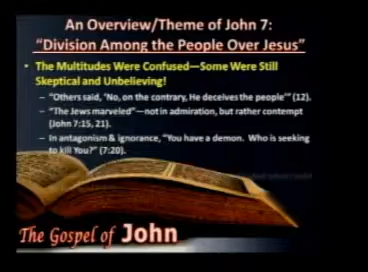 An Overview/Theme of John 7:
"Division Among the People Over Jesus"
• The Multitudes Were Confused—Some Were Still
Skeptical and Unbelieving!
– "Others said, 'No, on the contrary, He deceives the people'" (12).
– "The Jews marveled"—not in admiration, but rather contempt
(John 7:15, 21).
– In antagonism & ignorance, "You have a demon. Who is seeking
to kill You?" (7:20).
The Gospel of John